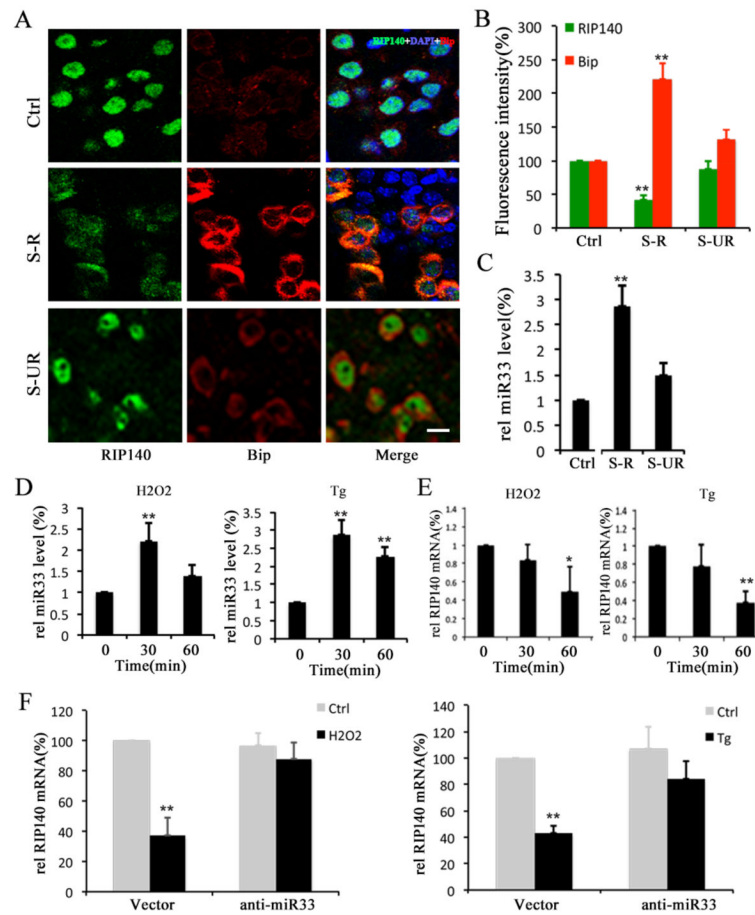 A
RIP140+DAPI+Bip
Ctrl
S-R
S-UR
RIP140 Bip Merge
B
RIP140
Bip
Fluorescence intensity(%)
300
250
200
150
100
50
0
**
**
Ctrl S-R S-UR
C
rel miR33 level(%)
3.5
3
2.5
2
1.5
1
0.5
0
**
Ctrl S-R S-UR
D
H2O2
rel miR33 level (%)
3
2.5
2
1.5
1
0.5
0
**
0 30 60
Time(min)
Tg
rel miR33 level (%)
3.5
3
2.5
2
1.5
1
0.5
0
**
**
0 30 60
Time(min)
E
H2O2
rel RIP140 mRNA(%)
1.4
1.2
1
0.8
0.6
0.4
0.2
0
*
0 30 60
Time(min)
Tg
rel RIP140 mRNA(%)
1.4
1.2
1
0.8
0.6
0.4
0.2
0
**
0 30 60
Time(min)
F
rel RIP140 mRNA(%)
120
100
80
60
40
20
0
Ctrl
H2O2
**
Vector anti-miR33
rel RIP140 mRNA(%)
140
120
100
80
60
40
20
0
Ctrl
Tg
**
Vector anti-miR33